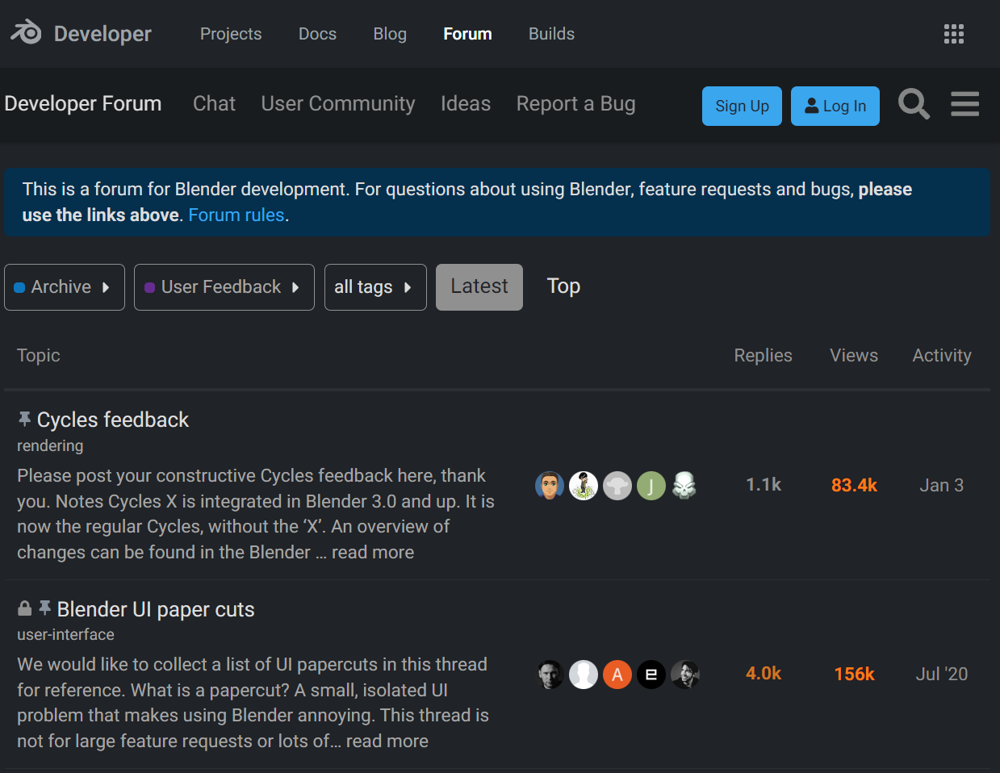 Developer Projects Docs Blog Forum Builds
Developer Forum Chat User Community Ideas Report a Bug Sign Up Log In
This is a forum for Blender development. For questions about using Blender, feature requests and bugs, please
use the links above. Forum rules.
Archive User Feedback all tags Latest Top
Topic Replies Views Activity
Cycles feedback
rendering
Please post your constructive Cycles feedback here, thank
you. Notes Cycles X is integrated in Blender 3.0 and up. It is
now the regular Cycles, without the ‘X’. An overview of
changes can be found in the Blender … read more
J
1.1k 83.4k Jan 3
Blender UI paper cuts
user-interface
We would like to collect a list of UI papercuts in this thread
for reference. What is a papercut? A small, isolated UI
problem that makes using Blender annoying. This thread is
not for large feature requests or lots of… read more
A e
4.0k 156k Jul '20